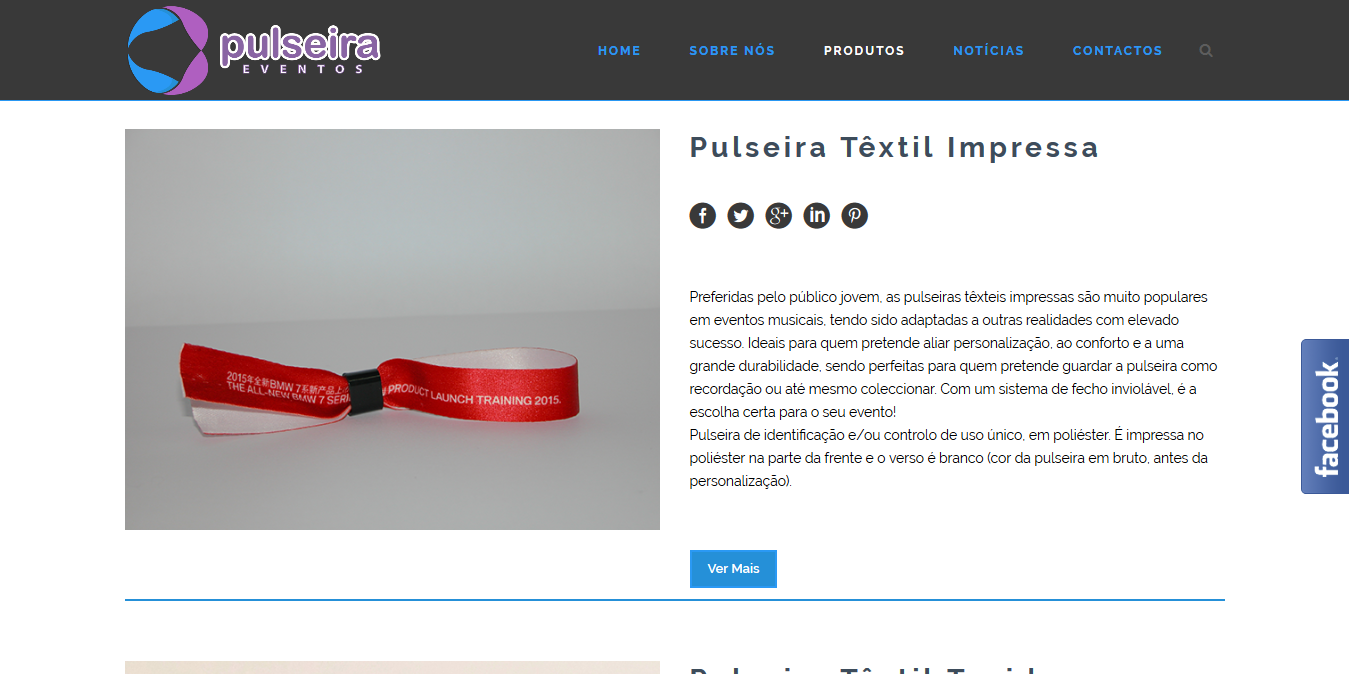 pulseira
EVENTOS
HOME
SOBRE NÓS
PRODUTOS
NOTÍCIAS
CONTACTOS
Pulseira Têxtil Impressa
Preferidas pelo público jovem, as pulseiras têxteis impressas são muito populares
em eventos musicais, tendo sido adaptadas a outras realidades com elevado
sucesso. Ideais para quem pretende aliar personalização, ao conforto e a uma
grande durabilidade, sendo perfeitas para quem pretende guardar a pulseira como
recordação ou até mesmo coleccionar. Com um sistema de fecho inviolável, é a
escolha certa para o seu evento!
Pulseira de identificação e/ou controlo de uso único, em poliéster. É impressa no
poliéster na parte da frente e o verso é branco (cor da pulseira em bruto, antes da
personalização).
Ver Mais
2015年全新BMW 7系新产品上
THE ALL-NEW BMW 7 SERI
PRODUCT LAUNCH TRAINING 2015.
facebook
Pulseira Têxtil